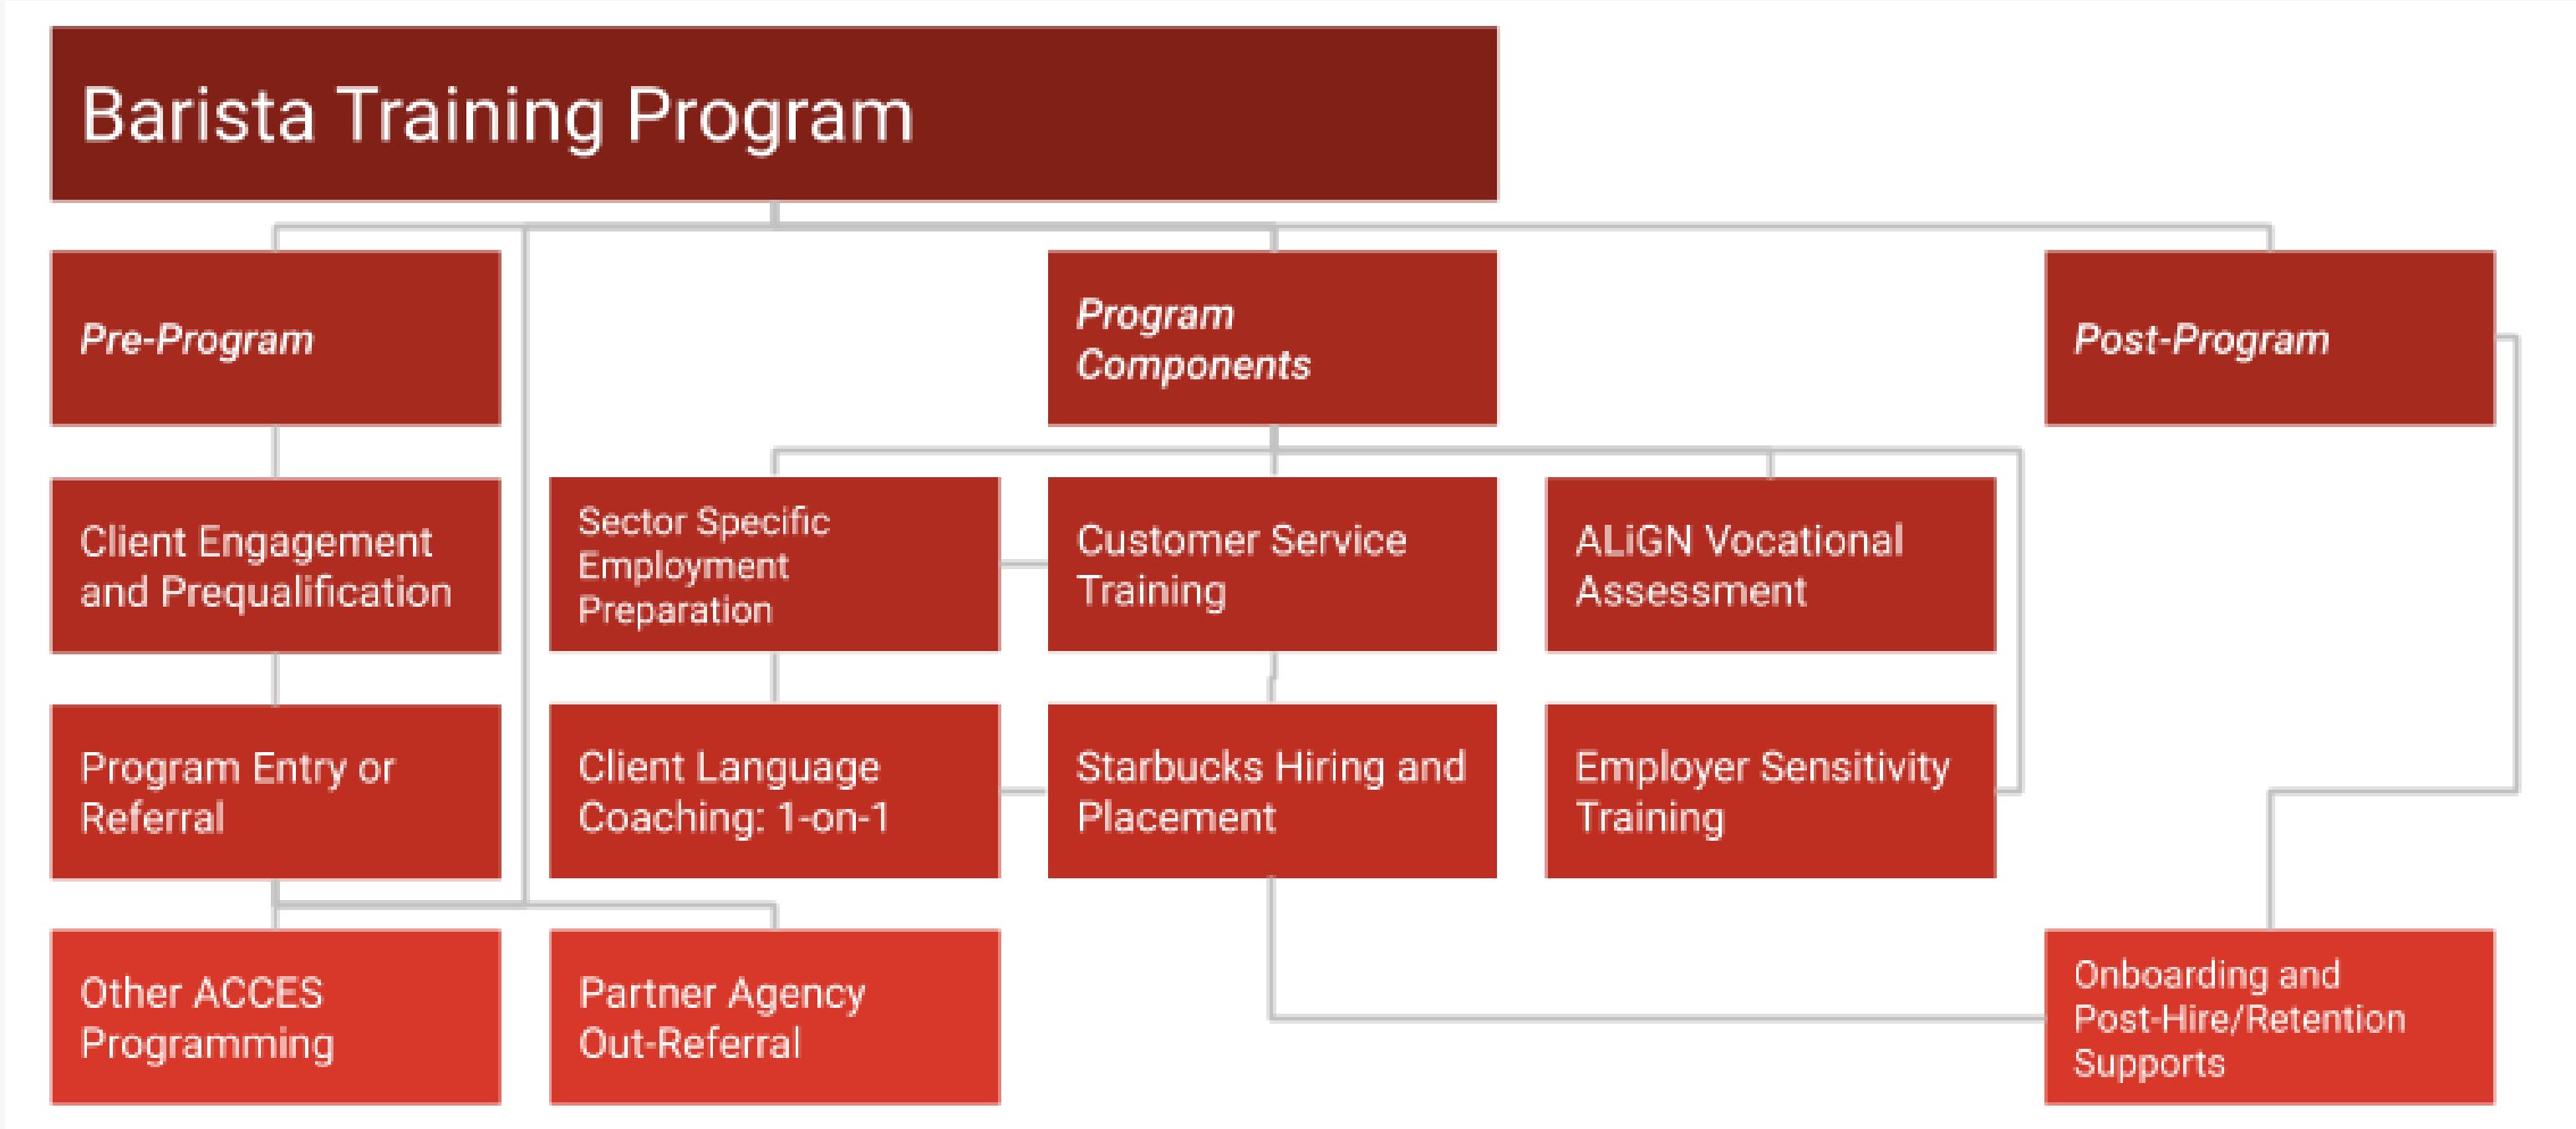 Barista Training Program
Pre-Program
Program
Components
Post-Program
Client Engagement
and Prequalification
Sector Specific
Employment
Preparation
Customer Service
Training
ALiGN Vocational
Assessment
Program Entry or
Referral
Client Language
Coaching: 1-on-1
Starbucks Hiring and
Placement
Employer Sensitivity
Training
Other ACCES
Programming
Partner Agency
Out-Referral
Onboarding and
Post-Hire/Retention
Supports